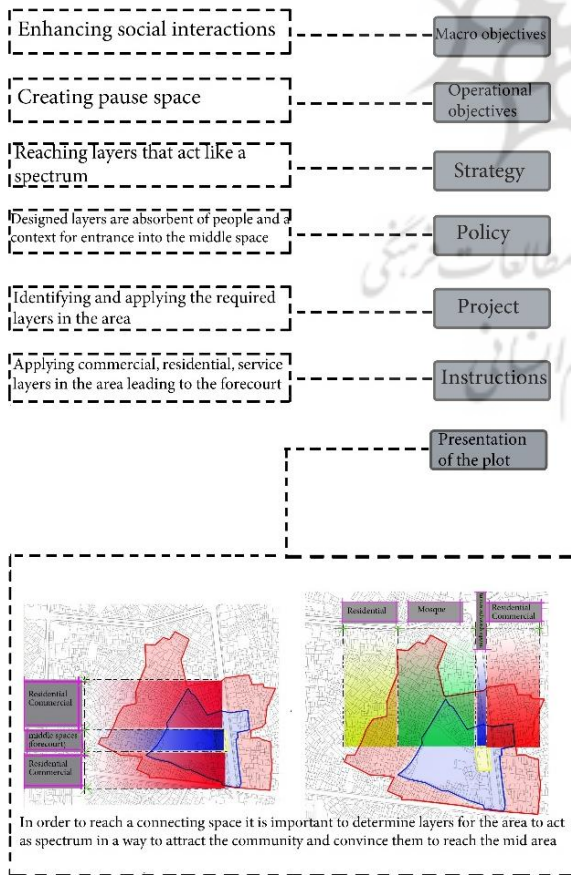 Enhancing social interactions
Macro objectives
Creating pause space
Operational
objectives
Reaching layers that act like a
spectrum
Strategy
Designed layers are absorbent of people and a
context for entrance into the middle space
Policy
مطالعات فرهنگی
Identifying and applying the required
layers in the area
Project
Applying commercial, residential, service
layers in the area leading to the forecourt
Instructions
Presentation
of the plot
Residential
Mosque
Residential
Commercial
Residential
Commercial
middle spaces
(forecourt)
Residential
Commercial
In order to reach a connecting space it is important to determine layers for the area to act
as spectrum in a way to attract the community and convince them to reach the mid area